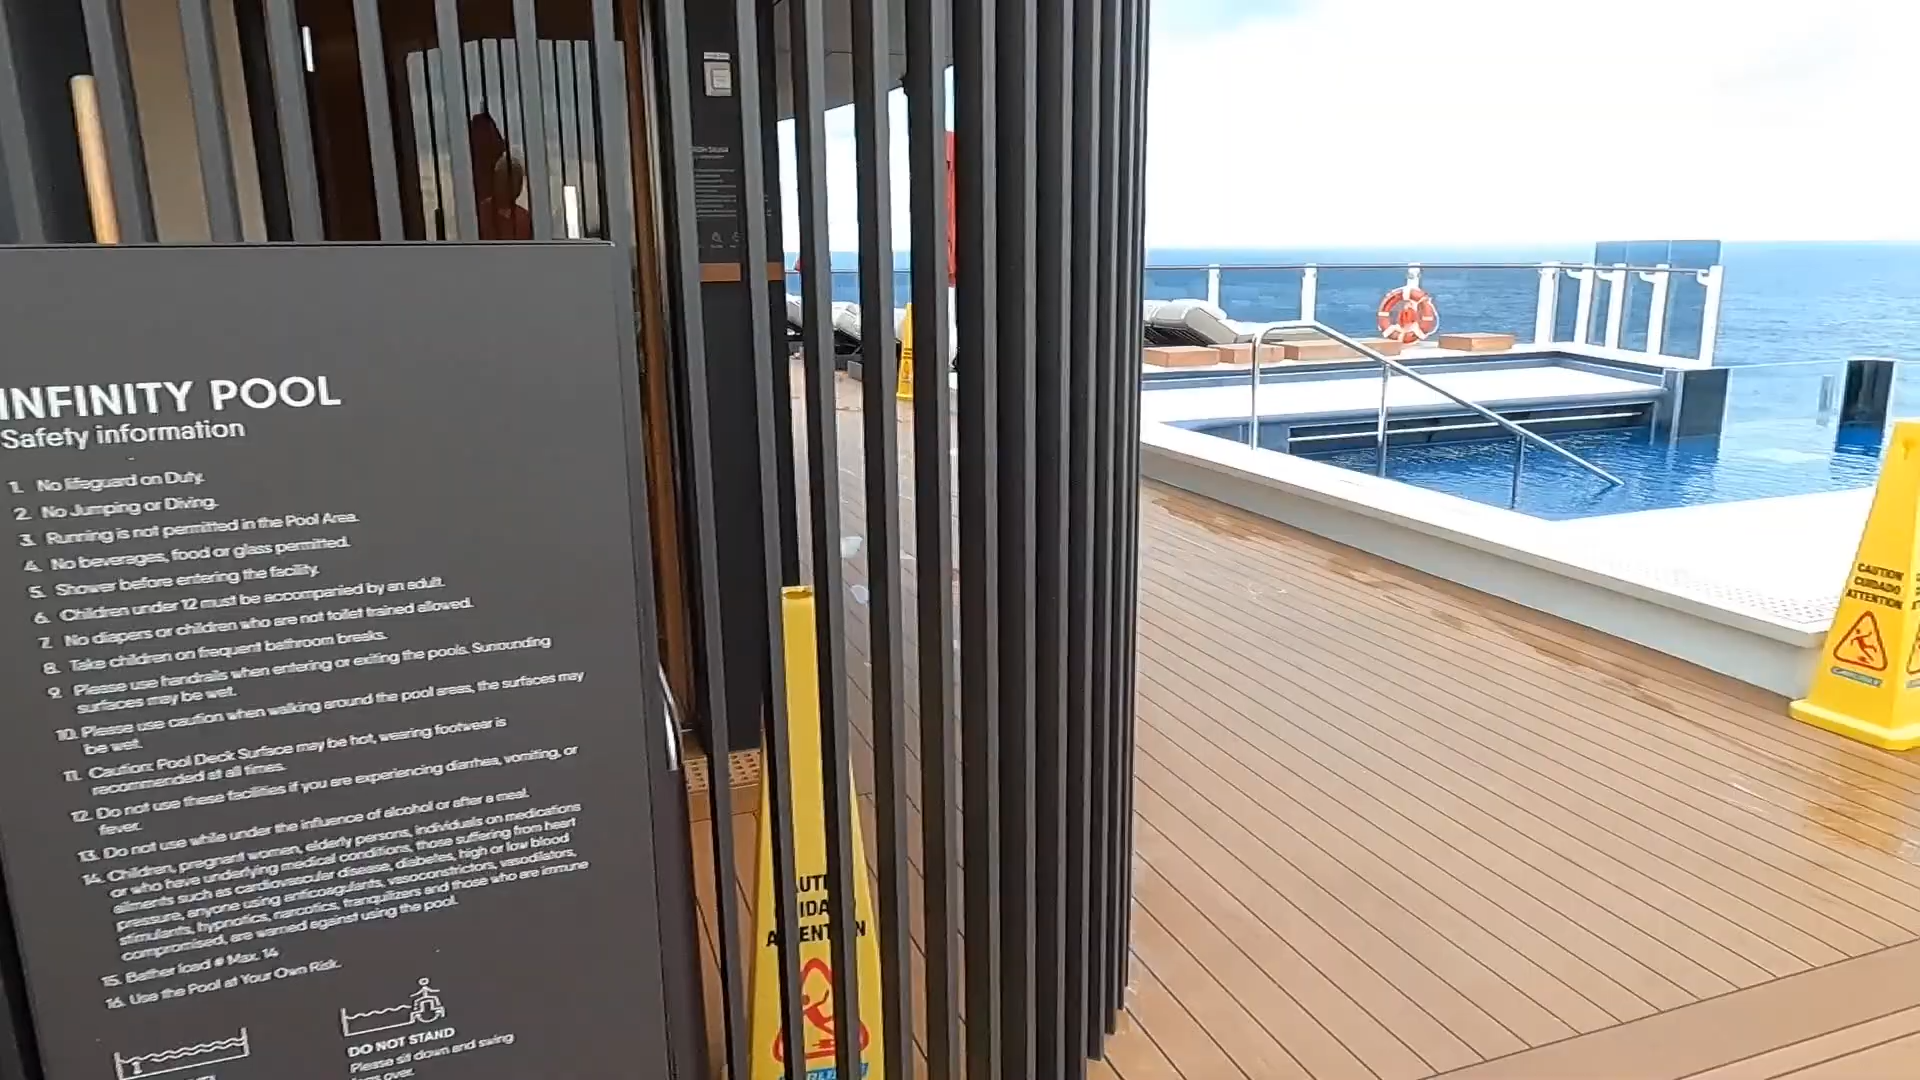 INFINITY POOL
Safety information
1. No lifeguard on Duty.
2. No Jumping or Diving.
3. Running is not permitted in the Pool Area.
4. No beverages, food or glass permitted.
5. Shower before entering the facility.
6. Children under 12 must be accompanied by an adult.
7. No diapers or children who are not toilet trained allowed.
8. Take children on frequent bathroom breaks.
9. Please use handrails when entering or exiting the pools. Surrounding
surfaces may be wet.
10. Please use caution when walking around the pool areas, the surfaces may
be wet.
11. Caution: Pool Deck Surface may be hot, wearing footwear is
recommended at all times.
12. Do not use these facilities if you are experiencing diarrhea, vomiting, or
fever.
13. Do not use while under the influence of alcohol or after a meal.
14. Children, pregnant women, elderly persons, individuals on medications
or who have underlying medical conditions, those suffering from heart
ailments such as cardiovascular disease, diabetes, high or low blood
pressure, anyone using anticoagulants, vasoconstrictors, vasodilators,
stimulants, hypnotics, narcotics, tranquilizers and those who are immune
compromised, are warned against using the pool.
15. Bather load # Max. 14
16. Use the Pool at Your Own Risk.
DO NOT STAND
Please sit down and swing
over.
CAUTION
CUIDADO
ATTENTION
ATTENTION